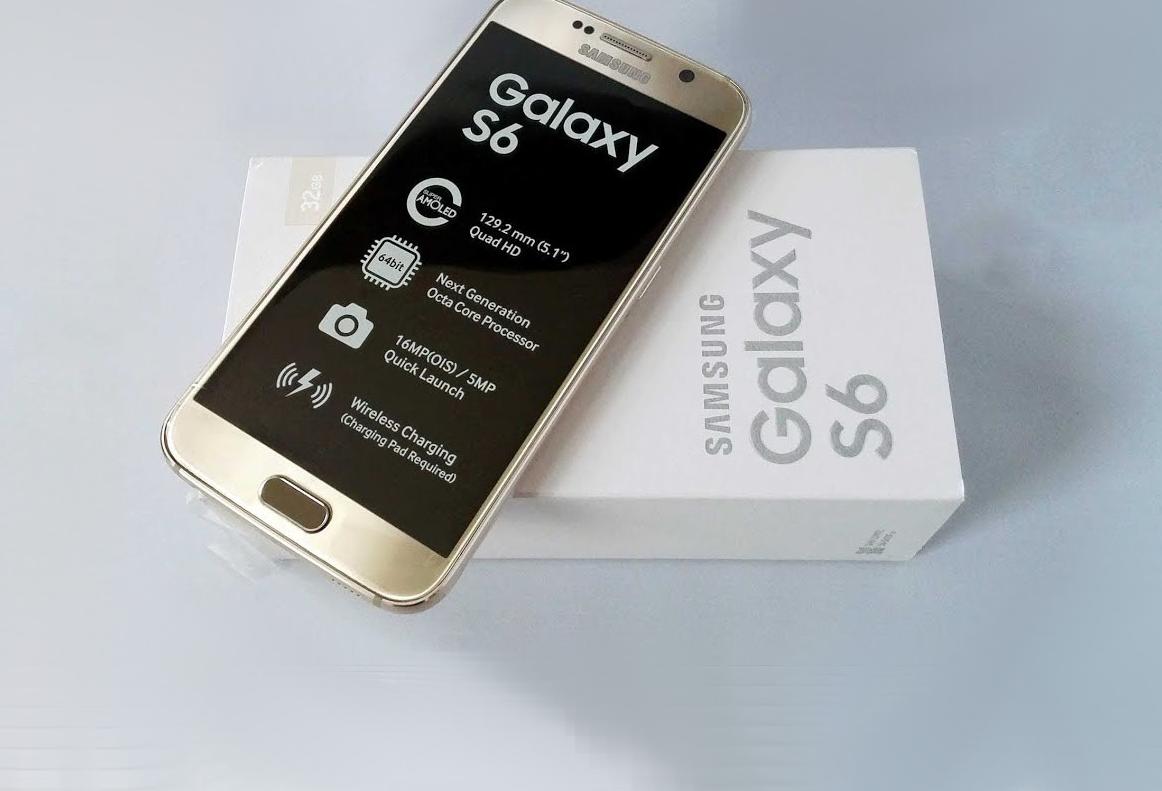 SAMSUNG
Galaxy
S6
SUPER
AMOLED
129.2 mm (5.1")
Quad HD
64bit
Next Generation
Octa Core Processor
16MP(OIS) / 5MP
Quick Launch
Wireless Charging
(Charging Pad Required)
32GB
SAMSUNG
Galaxy
S6